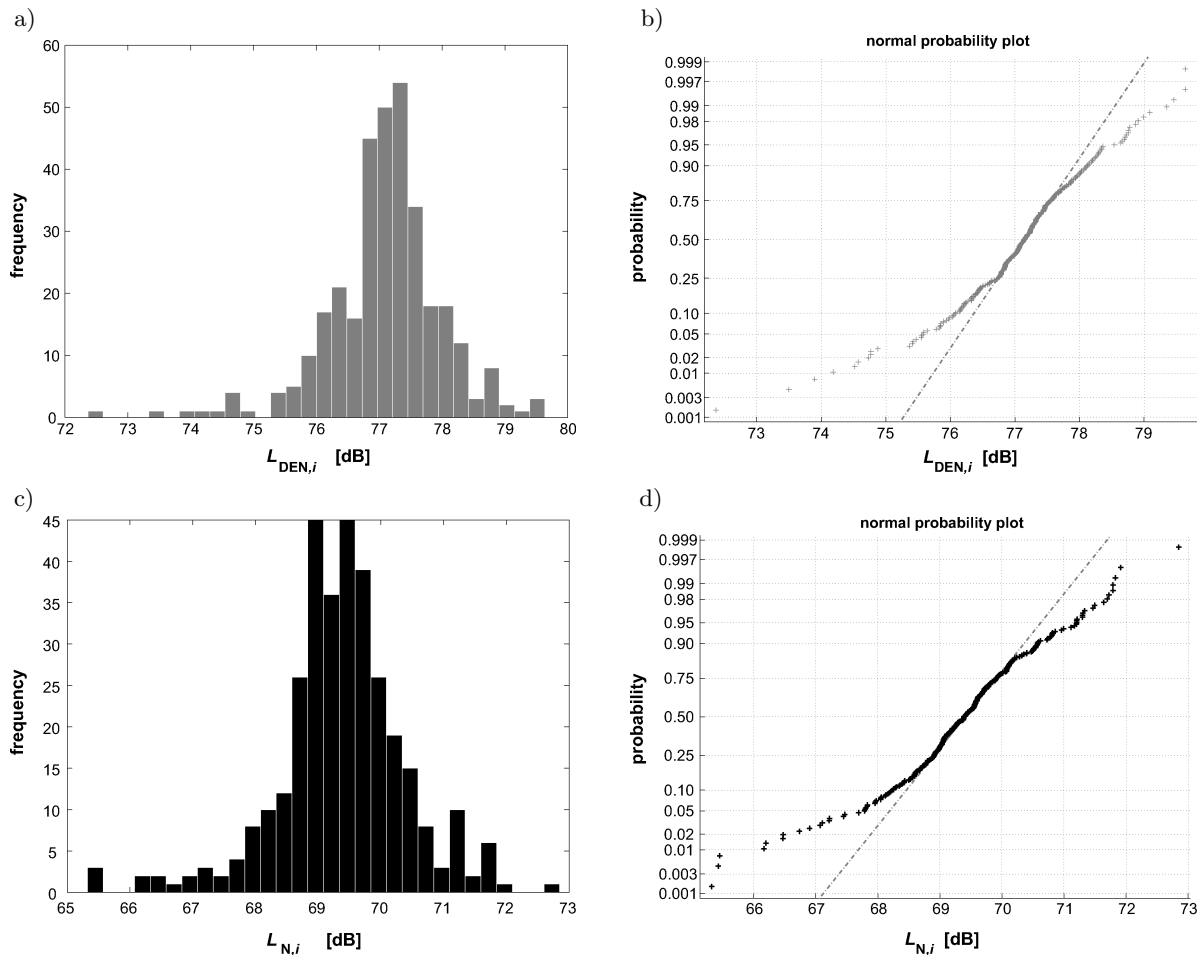 a)
60
50
40
30
20
10
0
frequency
72 73 74 75 76 77 78 79 80
L DEN,i [dB]
b)
normal probability plot
0.999
0.997
0.99
0.98
0.95
0.90
0.75
0.50
0.25
0.10
0.05
0.02
0.01
0.003
0.001
probability
73 74 75 76 77 78 79
L DEN,i [dB]
c)
45
40
35
30
25
20
15
10
5
0
frequency
65 66 67 68 69 70 71 72 73
L N,i [dB]
d)
normal probability plot
0.999
0.997
0.99
0.98
0.95
0.90
0.75
0.50
0.25
0.10
0.05
0.02
0.01
0.003
0.001
probability
66 67 68 69 70 71 72 73
L N,i [dB]